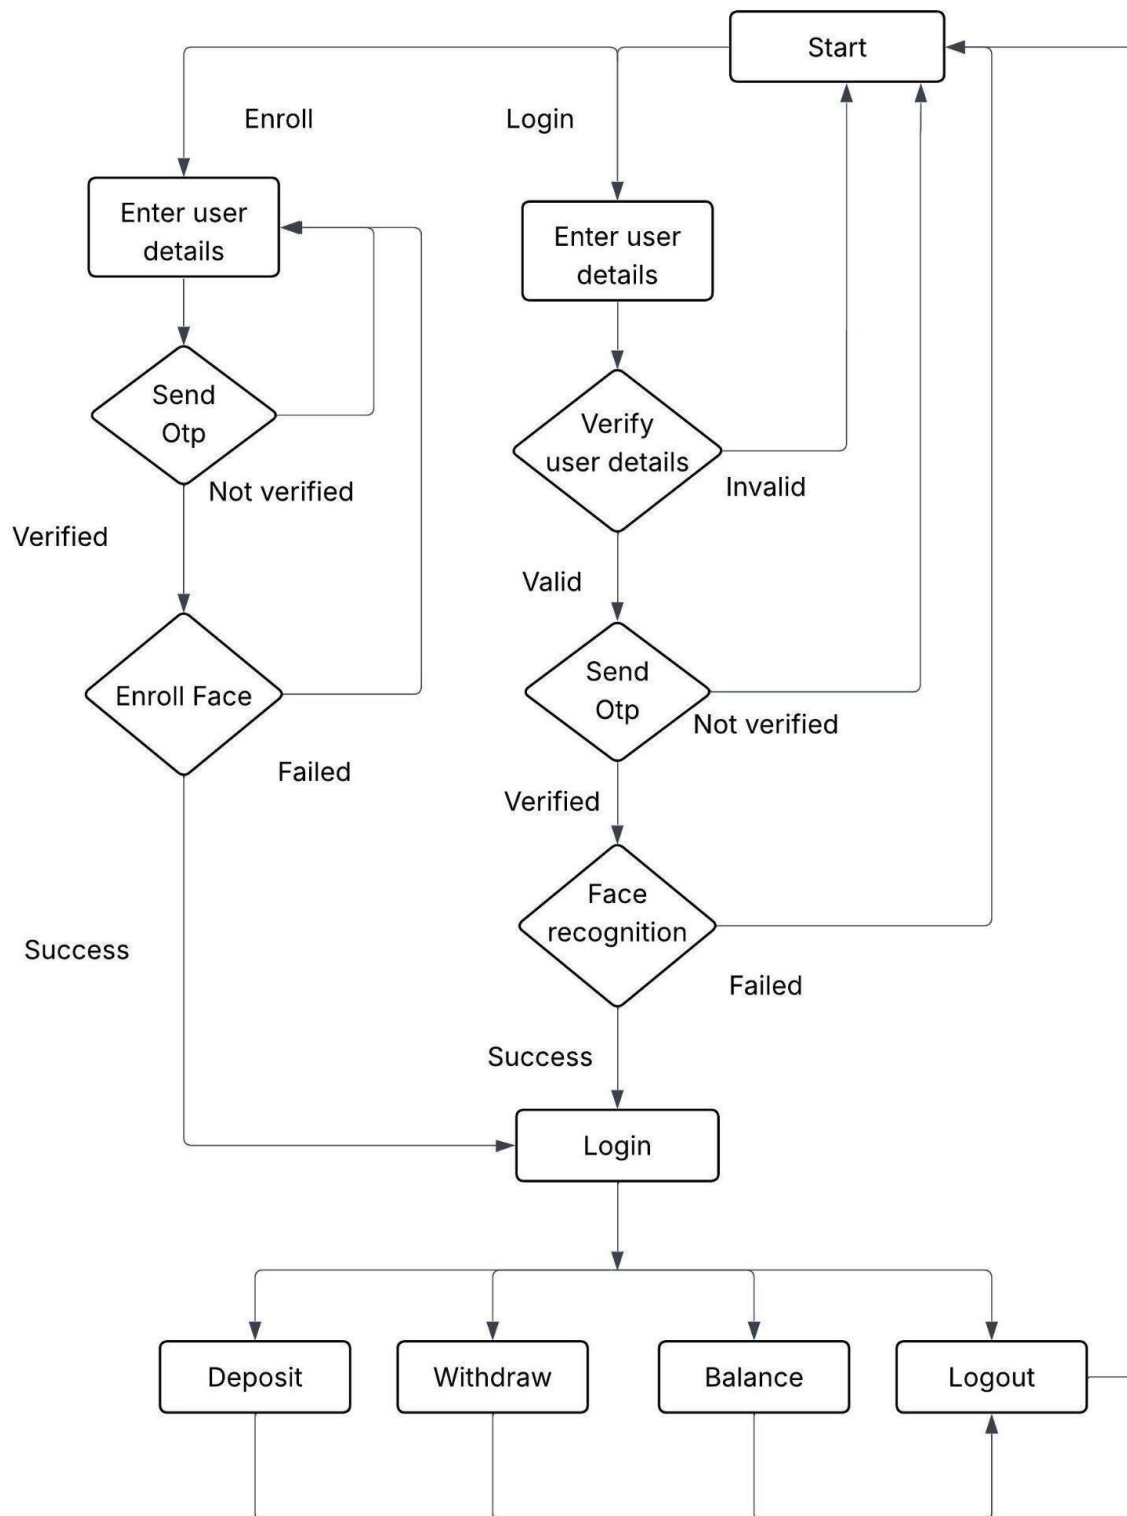 Start
Enroll
Login
Enter user
details
Enter user
details
Send
Otp
Verify
user details
Not verified
Invalid
Verified
Valid
Send
Otp
Enroll Face
Not verified
Failed
Verified
Face
recognition
Success
Failed
Success
Login
Deposit
Withdraw
Balance
Logout